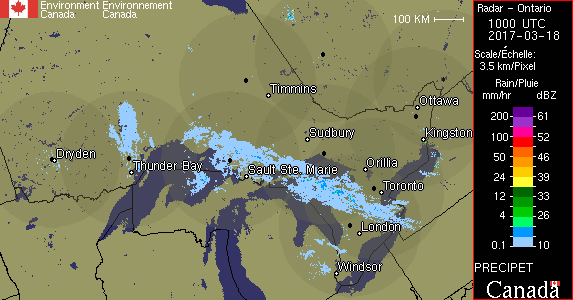 Environment Environnement
Canada Canada
100 KM
Timmins
Ottawa
Sudbury
Kingston
Dryden
Thunder Bay
Sault Ste. Marie
Orillia
Toronto
London
Windsor
Radar - Ontario
1000 UTC
2017-03-18
Scale/Échelle:
3.5 km/Pixel
Rain/Pluie
mm/hr dBZ
200 61
100 52
50 46
24 39
12 33
4 26
0.1 10
PRECIPET
Canada